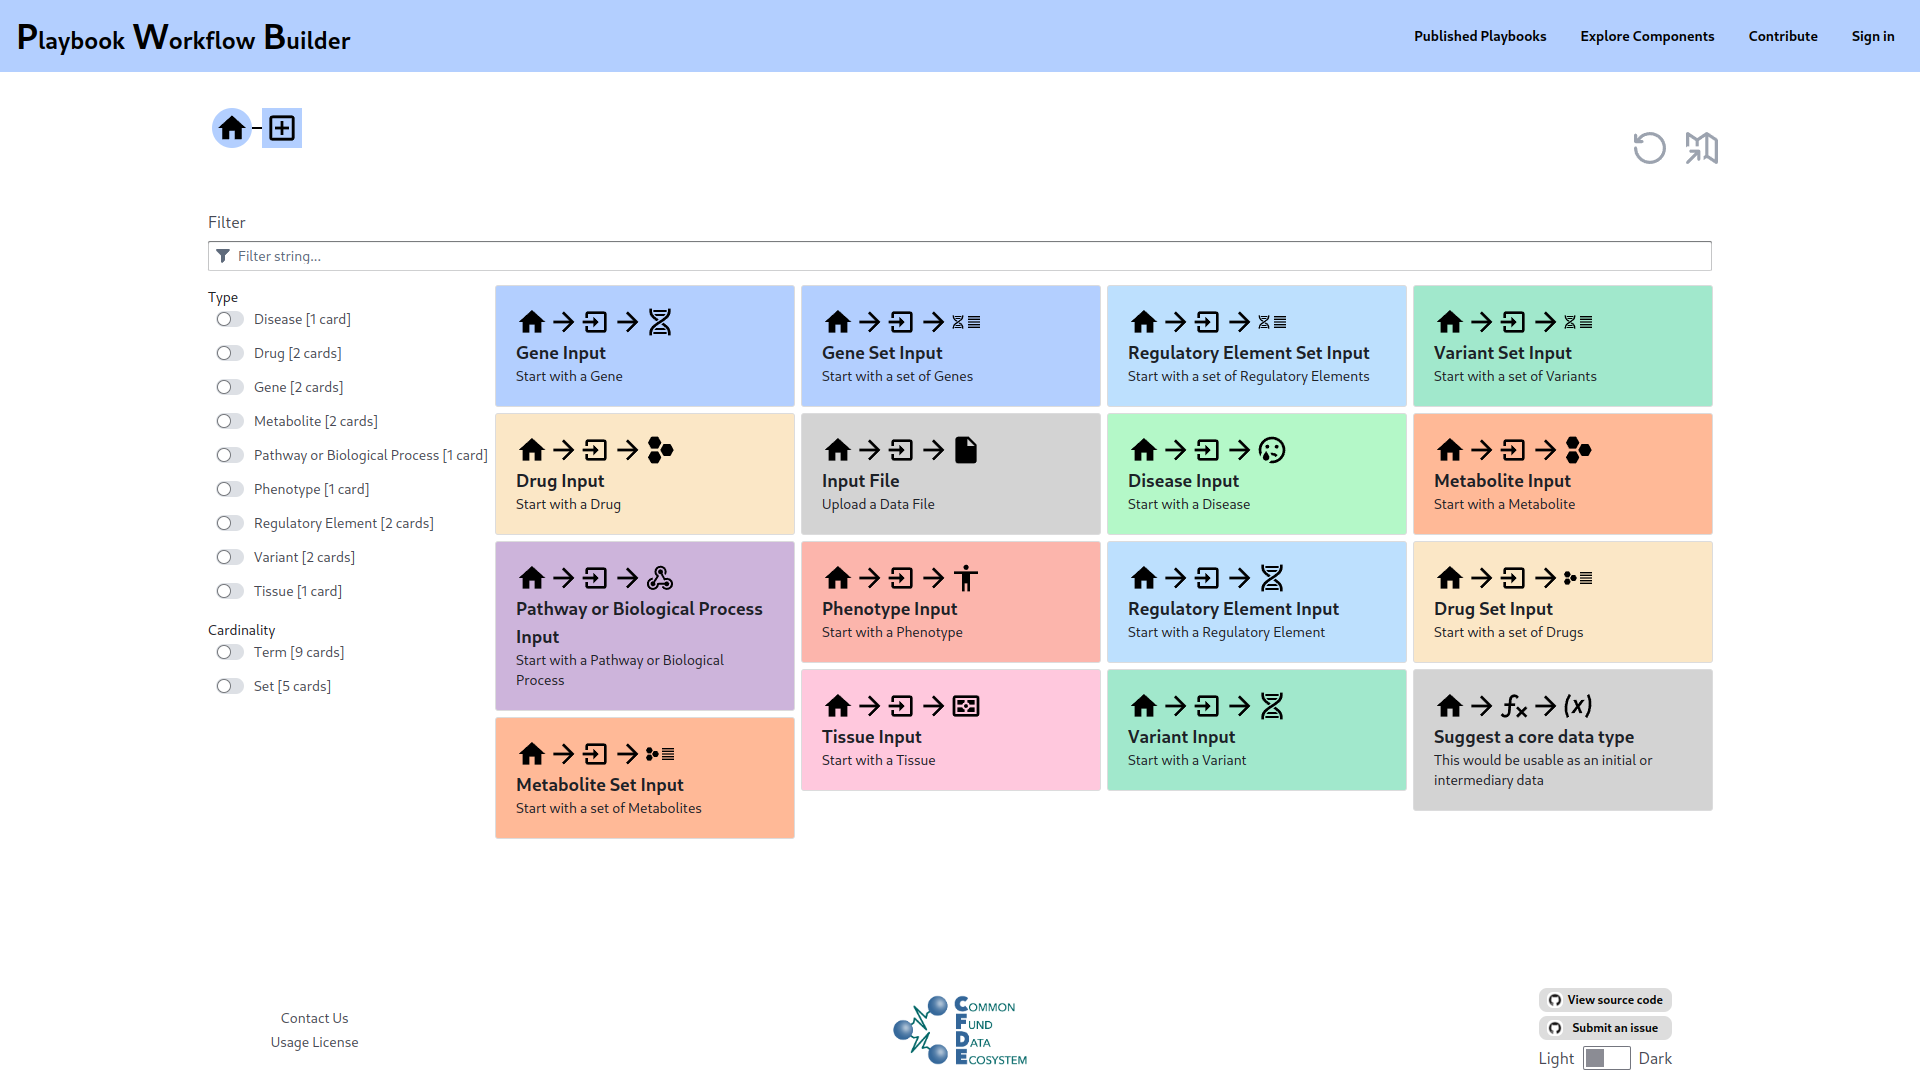 Playbook Workflow Builder
Published Playbooks
Explore Components
Contribute
Sign in
Filter
Filter string...
Type
Disease [1 card]
Drug [2 cards]
Gene [2 cards]
Metabolite [2 cards]
Pathway or Biological Process [1 card]
Phenotype [1 card]
Regulatory Element [2 cards]
Variant [2 cards]
Tissue [1 card]
Cardinality
Term [9 cards]
Set [5 cards]
Gene Input
Start with a Gene
Gene Set Input
Start with a set of Genes
Regulatory Element Set Input
Start with a set of Regulatory Elements
Variant Set Input
Start with a set of Variants
Drug Input
Start with a Drug
Input File
Upload a Data File
Disease Input
Start with a Disease
Metabolite Input
Start with a Metabolite
Pathway or Biological Process
Input
Start with a Pathway or Biological
Process
Phenotype Input
Start with a Phenotype
Regulatory Element Input
Start with a Regulatory Element
Drug Set Input
Start with a set of Drugs
Metabolite Set Input
Start with a set of Metabolites
Tissue Input
Start with a Tissue
Variant Input
Start with a Variant
fx
(x)
Suggest a core data type
This would be usable as an initial or
intermediary data
Contact Us
Usage License
Common
Fund
Data
Ecosystem
View source code
Submit an issue
Light
Dark